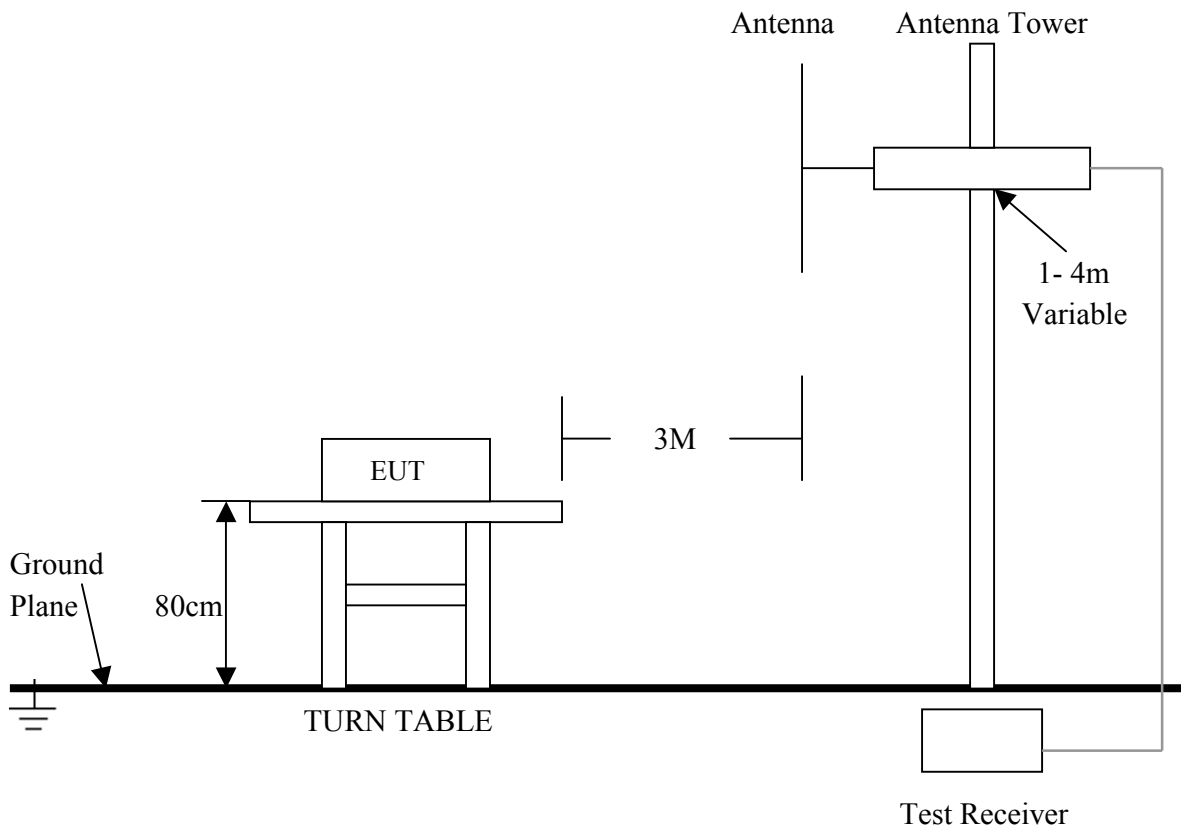 Antenna
Antenna Tower
1- 4m
Variable
3M
EUT
Ground
Plane
80cm
TURN TABLE
Test Receiver